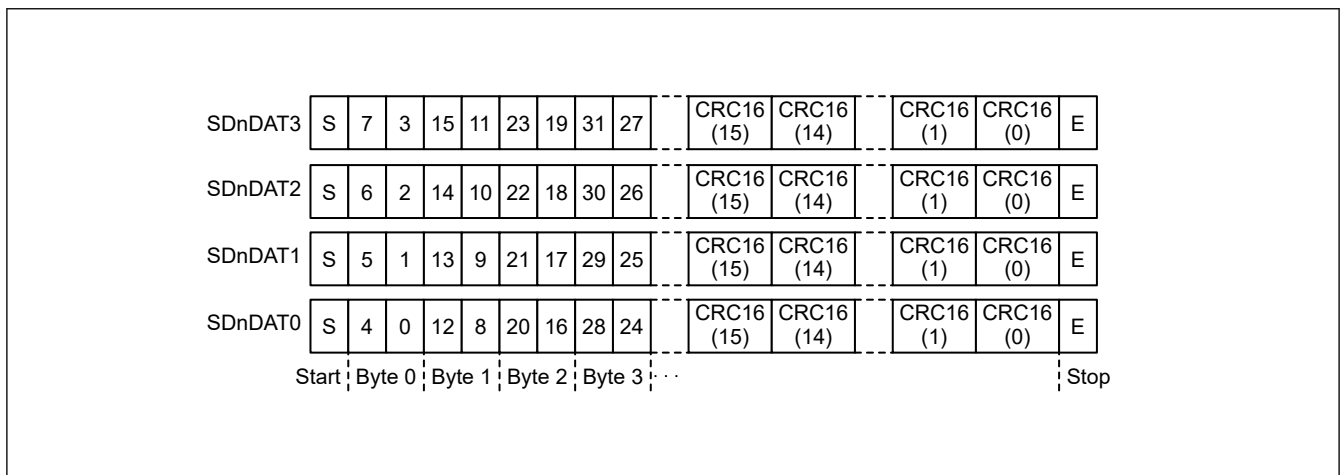 SDnDAT3 S 7 3 15 11 23 19 31 27 CRC16 (15) CRC16 (14) CRC16 (1) CRC16 (0) E
SDnDAT2 S 6 2 14 10 22 18 30 26 CRC16 (15) CRC16 (14) CRC16 (1) CRC16 (0) E
SDnDAT1 S 5 1 13 9 21 17 29 25 CRC16 (15) CRC16 (14) CRC16 (1) CRC16 (0) E
SDnDAT0 S 4 0 12 8 20 16 28 24 CRC16 (15) CRC16 (14) CRC16 (1) CRC16 (0) E
Start Byte 0 Byte 1 Byte 2 Byte 3 · · · Stop